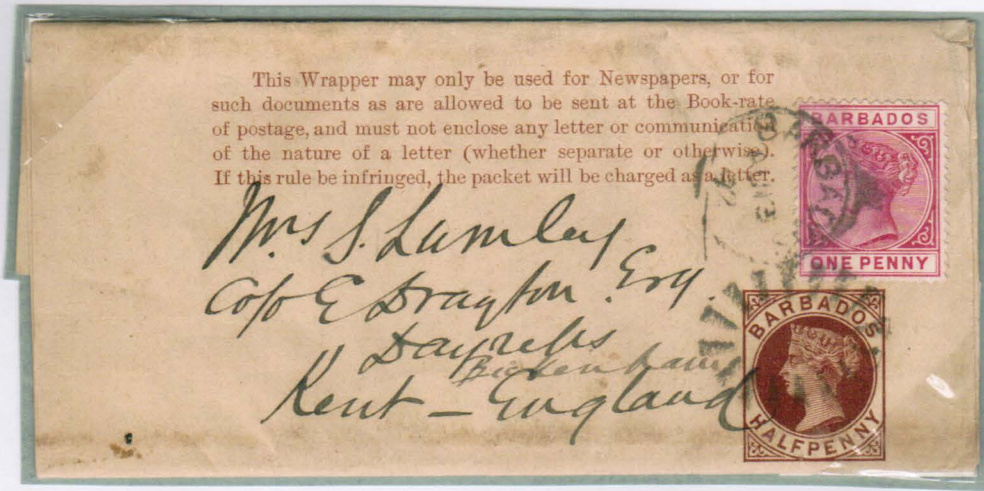 This Wrapper may only be used for Newspapers, or for
such documents as are allowed to be sent at the Book-rate
of postage, and must not enclose any letter or communication
of the nature of a letter (whether separate or otherwise).
If this rule be infringed, the packet will be charged as a letter.
BARBADOS
ONE PENNY
Mrs S. Lumley
C/o E Drayton Esq.
Dayrells
Kent - England
BARBADOS
HALFPENNY